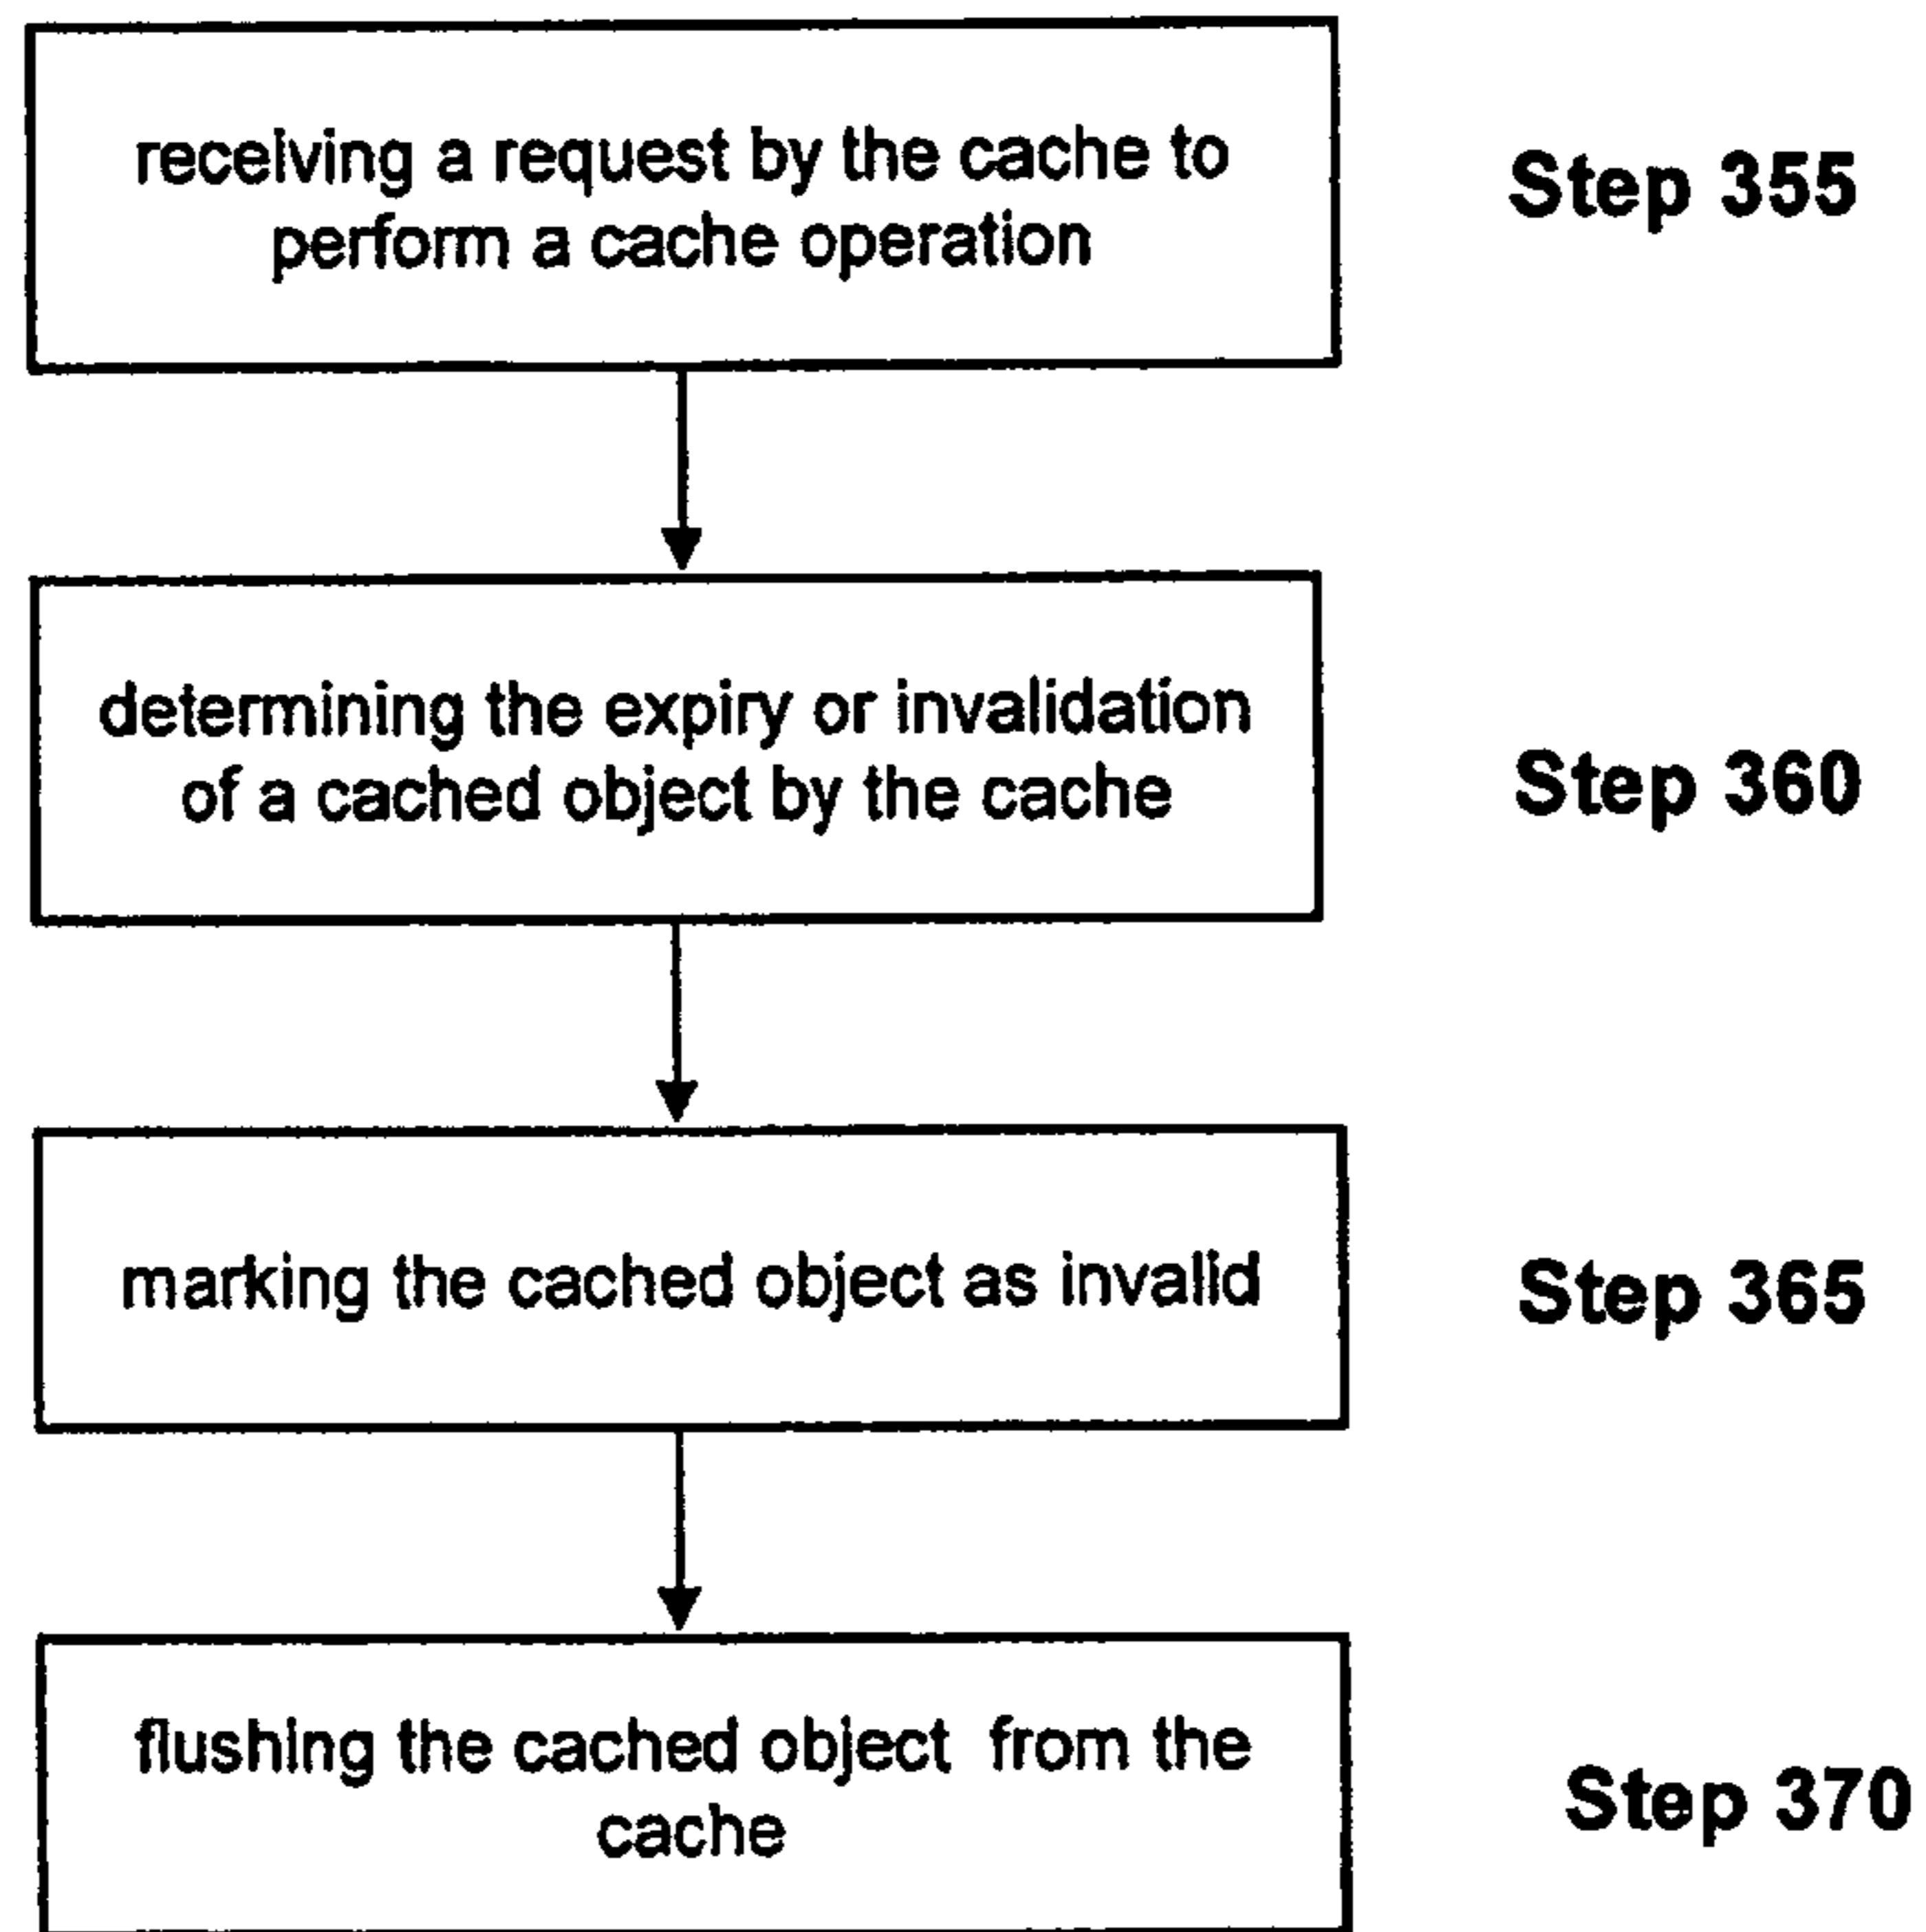 receiving a request by the cache to
perform a cache operation
Step 355
determining the expiry or invalidation
of a cached object by the cache
Step 360
marking the cached object as invalid
Step 365
flushing the cached object from the
cache
Step 370